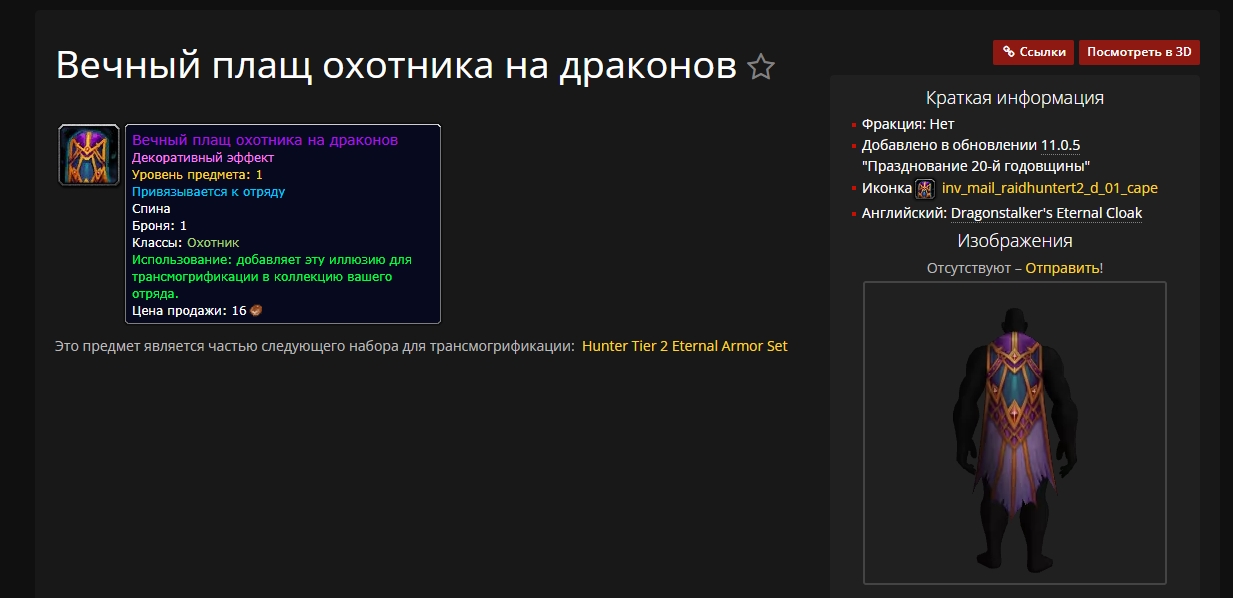 Вечный плащ охотника на драконов
Ссылки
Посмотреть в 3D
Вечный плащ охотника на драконов
Декоративный эффект
Уровень предмета: 1
Привязывается к отряду
Спина
Броня: 1
Классы: Охотник
Использование: добавляет эту иллюзию для
трансмогрификации в коллекцию вашего
отряда.
Цена продажи: 16
Это предмет является частью следующего набора для трансмогрификации: Hunter Tier 2 Eternal Armor Set
Краткая информация
Фракция: Нет
Добавлено в обновлении 11.0.5
"Празднование 20-й годовщины"
Иконка inv_mail_raidhuntert2_d_01_cape
Английский: Dragonstalker's Eternal Cloak
Изображения
Отсутствуют – Отправить!